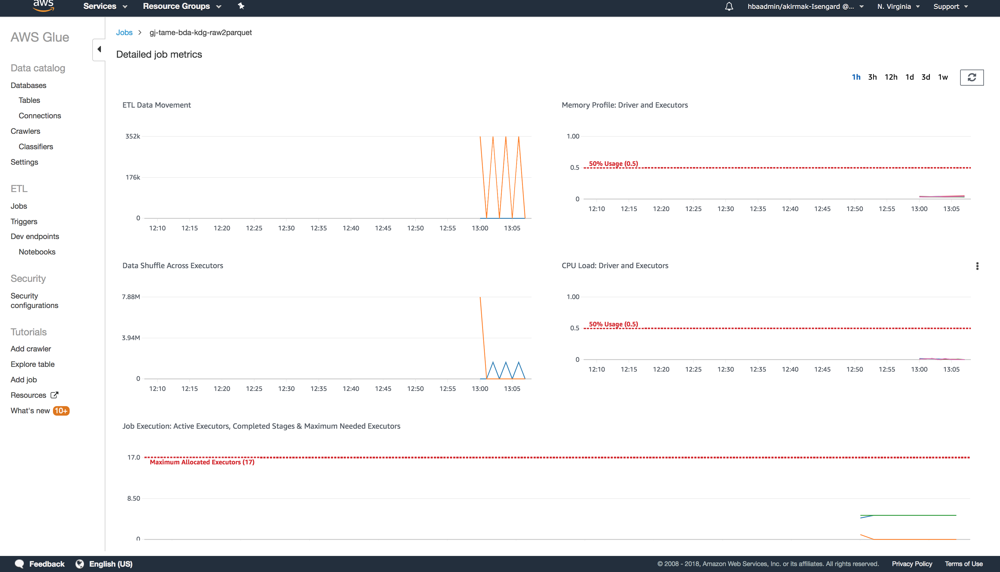 aws
Services
Resource Groups
hbaadmin/akirmak-Isengard @...
N. Virginia
Support
AWS Glue
Data catalog
Databases
Tables
Connections
Crawlers
Classifiers
Settings
ETL
Jobs
Triggers
Dev endpoints
Notebooks
Security
Security
configurations
Tutorials
Add crawler
Explore table
Add job
Resources
What's new 10+
Jobs > gj-tame-bda-kdg-raw2parquet
Detailed job metrics
1h 3h 12h 1d 3d 1w
ETL Data Movement
352k
176k
0
12:10 12:15 12:20 12:25 12:30 12:35 12:40 12:45 12:50 12:55 13:00 13:05
Memory Profile: Driver and Executors
1.00
50% Usage (0.5)
0.5
0
12:10 12:15 12:20 12:25 12:30 12:35 12:40 12:45 12:50 12:55 13:00 13:05
Data Shuffle Across Executors
7.88M
3.94M
0
12:10 12:15 12:20 12:25 12:30 12:35 12:40 12:45 12:50 12:55 13:00 13:05
CPU Load: Driver and Executors
1.00
50% Usage (0.5)
0.5
0
12:10 12:15 12:20 12:25 12:30 12:35 12:40 12:45 12:50 12:55 13:00 13:05
Job Execution: Active Executors, Completed Stages & Maximum Needed Executors
17.0
Maximum Allocated Executors (17)
8.50
0
Feedback
English (US)
© 2008 - 2018, Amazon Web Services, Inc. or its affiliates. All rights reserved.
Privacy Policy
Terms of Use